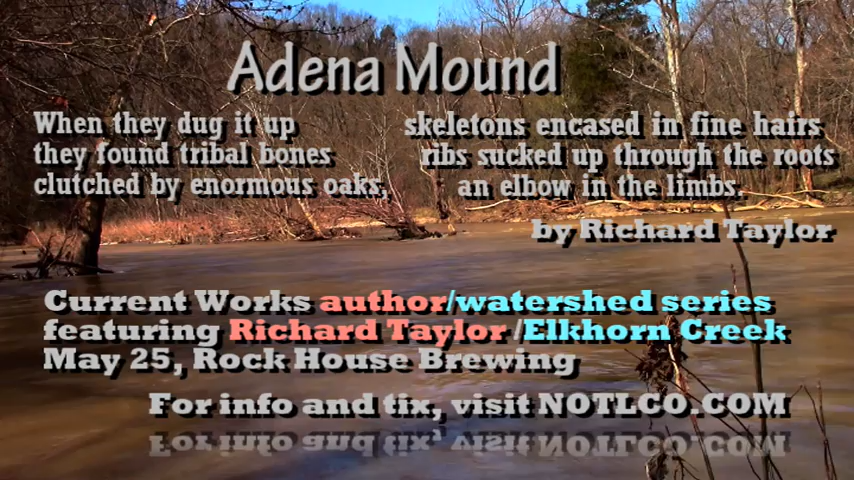 Adena Mound
When they dug it up
they found tribal bones
clutched by enormous oaks,
skeletons encased in fine hairs
ribs sucked up through the roots
an elbow in the limbs.
by Richard Taylor
Current Works author/watershed series
featuring Richard Taylor /Elkhorn Creek
May 25, Rock House Brewing
For info and tix, visit NOTLCO.COM